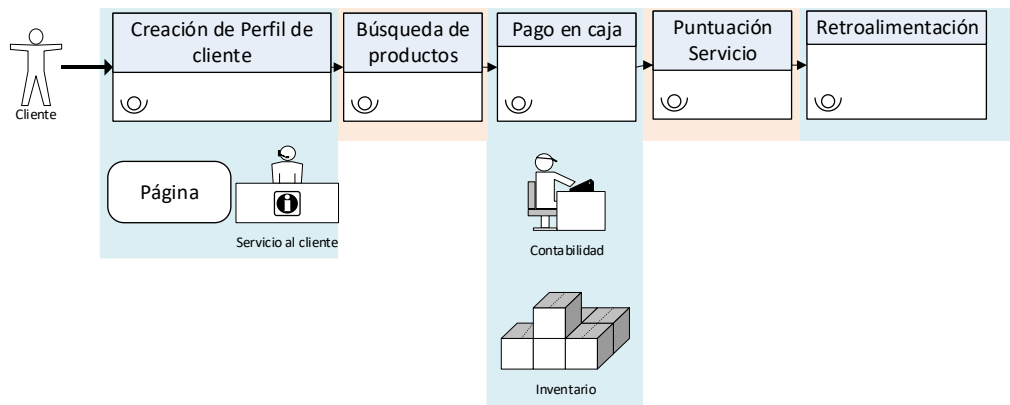 Creación de Perfil de
cliente
Búsqueda de
productos
Pago en caja
Puntuación
Servicio
Retroalimentación
Cliente
Página
Servicio al cliente
Contabilidad
Inventario